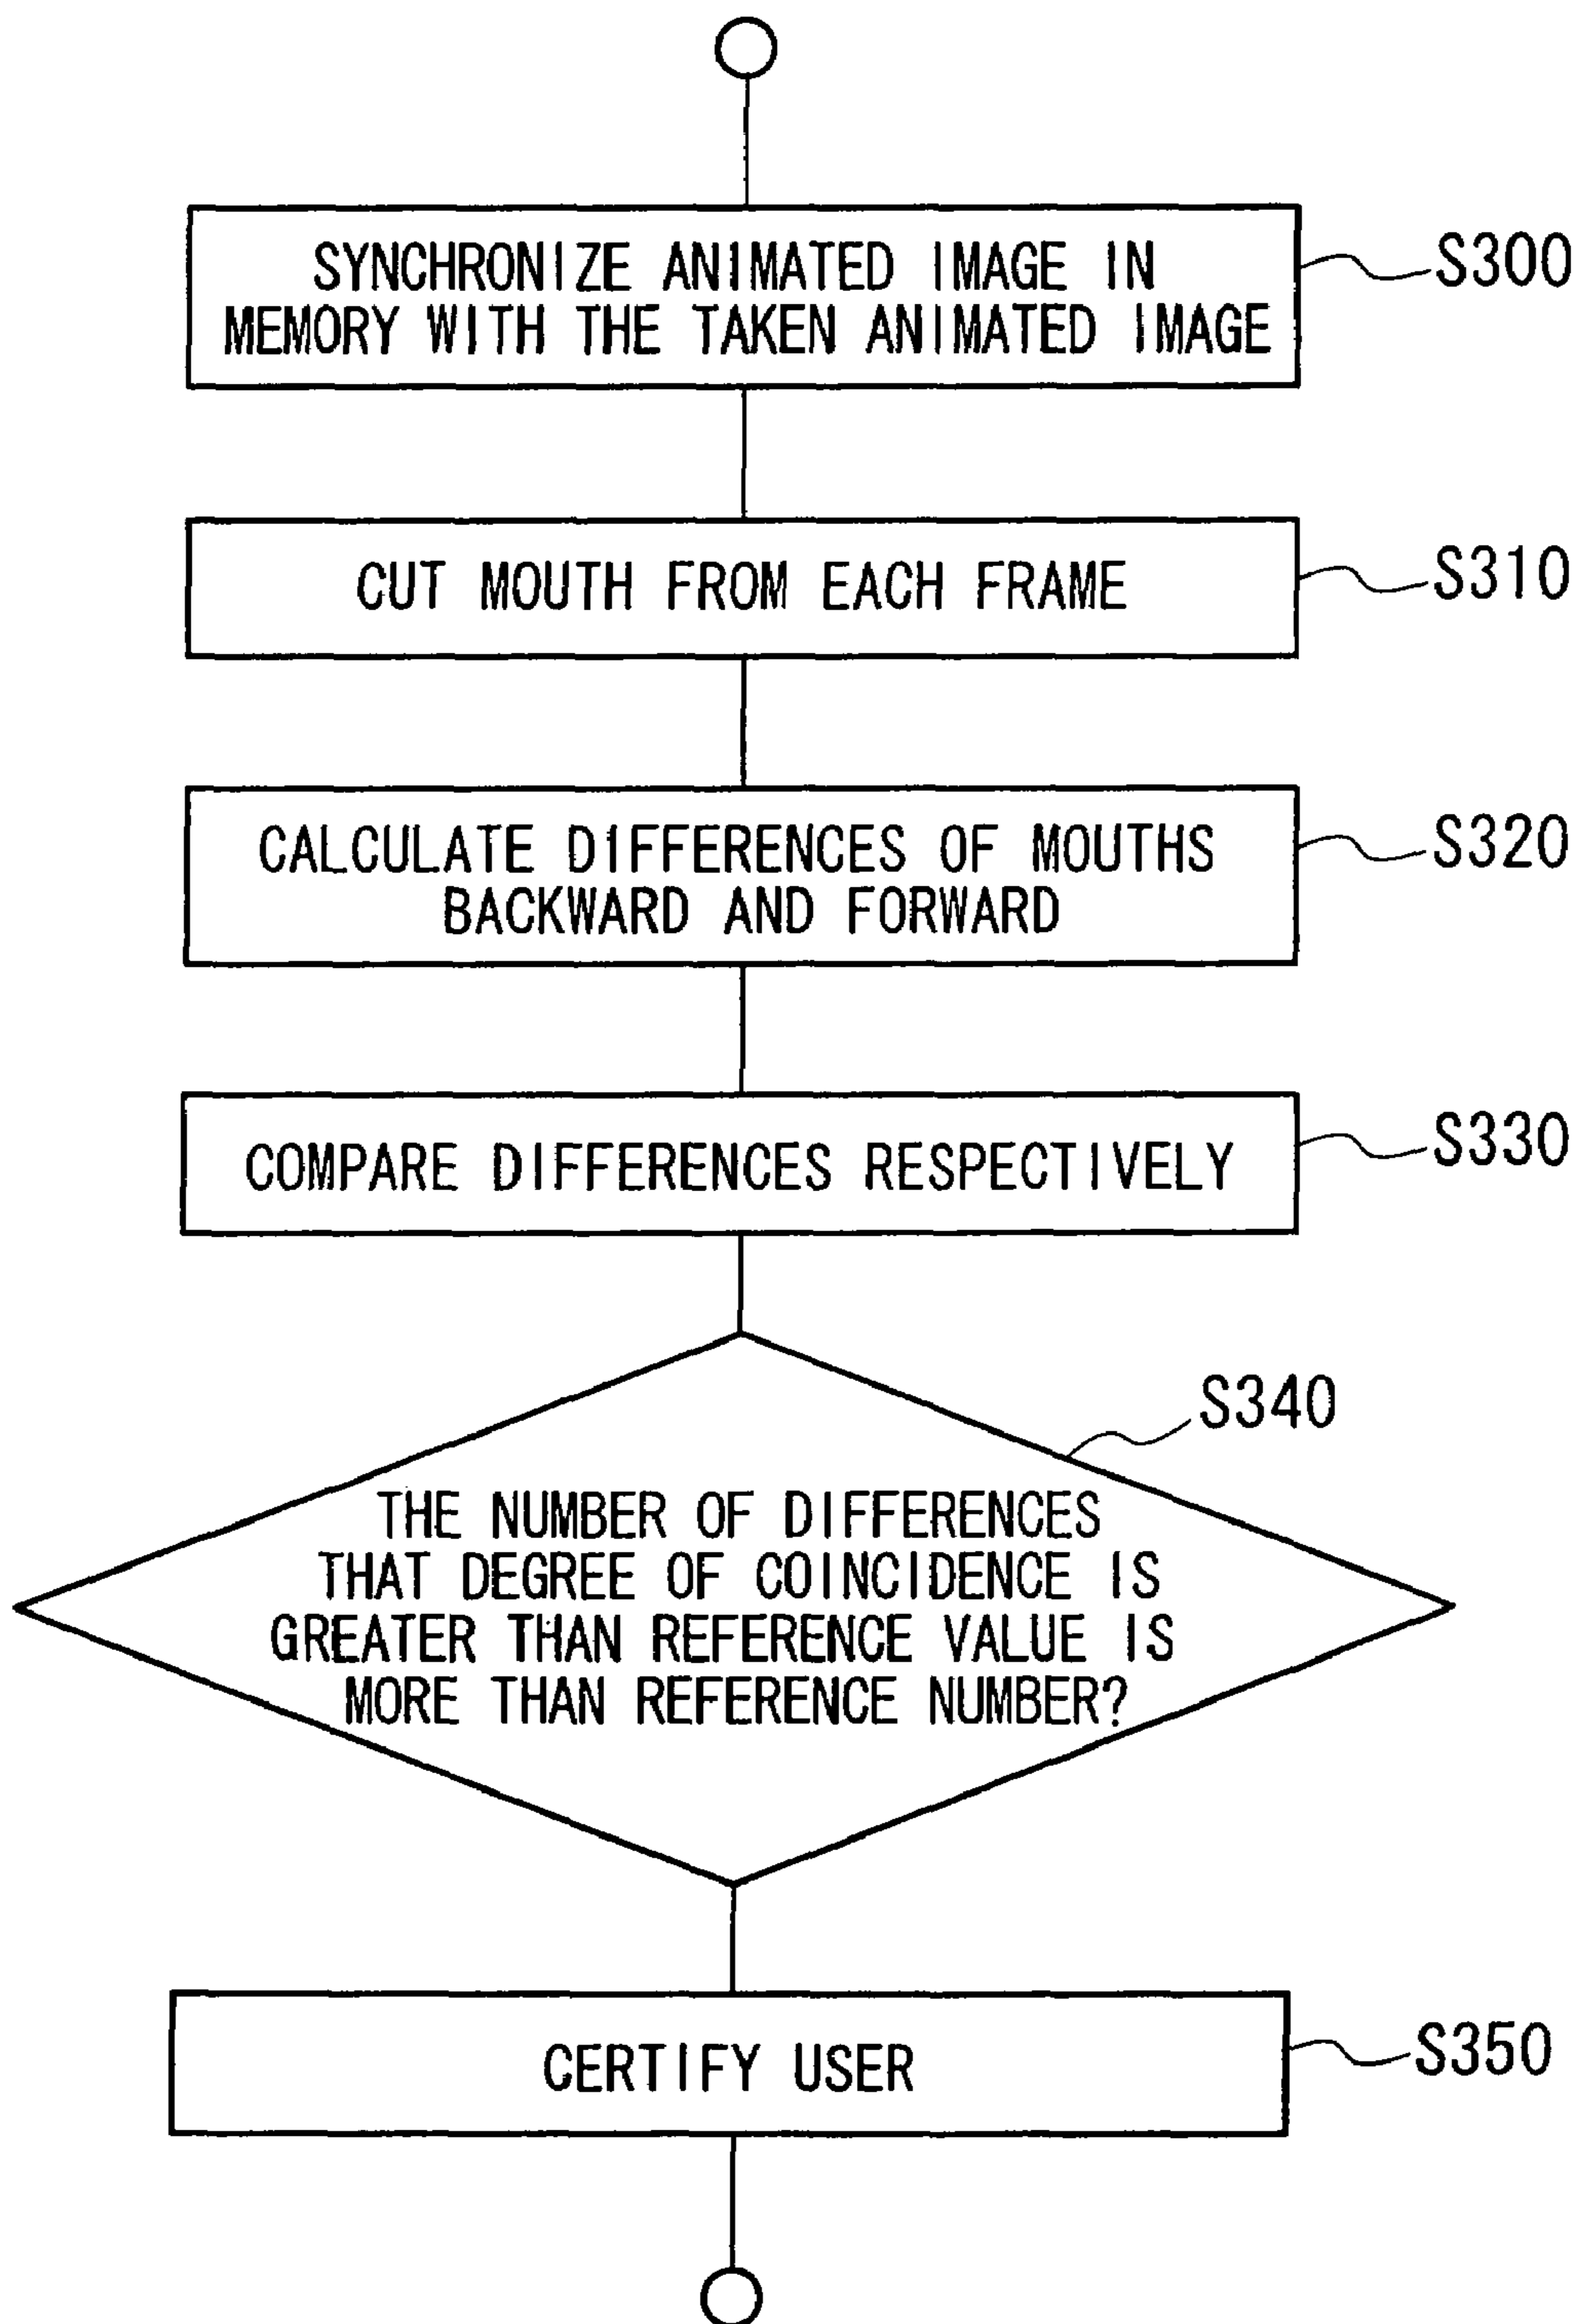 SYNCHRONIZE ANIMATED IMAGE IN
MEMORY WITH THE TAKEN ANIMATED IMAGE
S300
CUT MOUTH FROM EACH FRAME
S310
CALCULATE DIFFERENCES OF MOUTHS
BACKWARD AND FORWARD
S320
COMPARE DIFFERENCES RESPECTIVELY
S330
S340
THE NUMBER OF DIFFERENCES
THAT DEGREE OF COINCIDENCE IS
GREATER THAN REFERENCE VALUE IS
MORE THAN REFERENCE NUMBER?
CERTIFY USER
S350